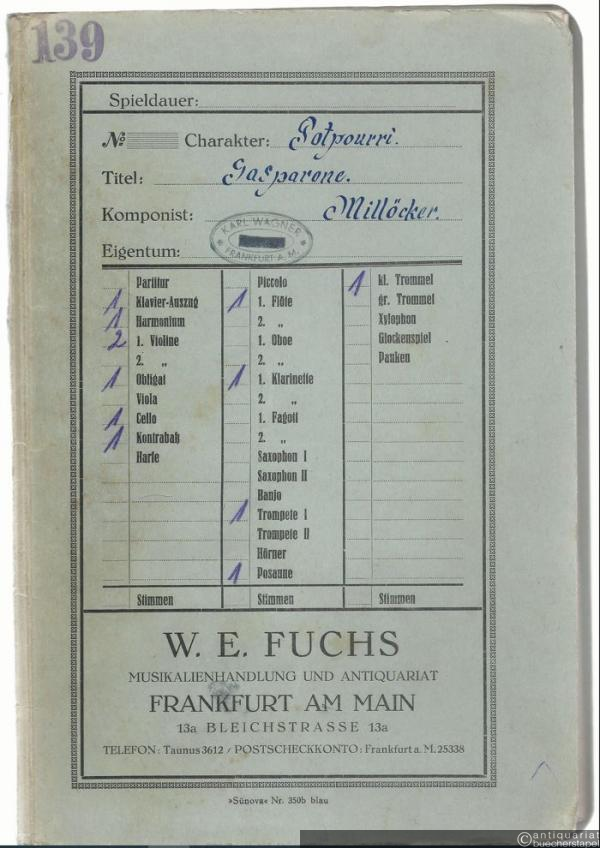 139
Spieldauer:
No Charakter: Potpourri.
Titel: Gasparone.
Komponist: Millöcker.
Eigentum:
KARL WAGNER
* FRANKFURT A. M. *
Partitur
1 Klavier-Auszug
1 Harmonium
2 1. Violine
2. „
1 Obligat
Viola
1 Cello
1 Kontrabaß
Harfe
Stimmen
Piccolo
1 1. Flöte
2. „
1. Oboe
2. „
1 1. Klarinette
2. „
1. Fagott
2. „
Saxophon I
Saxophon II
Banjo
1 Trompete I
Trompete II
Hörner
1 Posaune
Stimmen
1 kl. Trommel
gr. Trommel
Xylophon
Glockenspiel
Pauken
Stimmen
W. E. FUCHS
MUSIKALIENHANDLUNG UND ANTIQUARIAT
FRANKFURT AM MAIN
13a BLEICHSTRASSE 13a
TELEFON: Taunus 3612 / POSTSCHECKKONTO: Frankfurt a. M. 25338
»Sünova« Nr. 350b blau
©antiquariat
buecherstapel